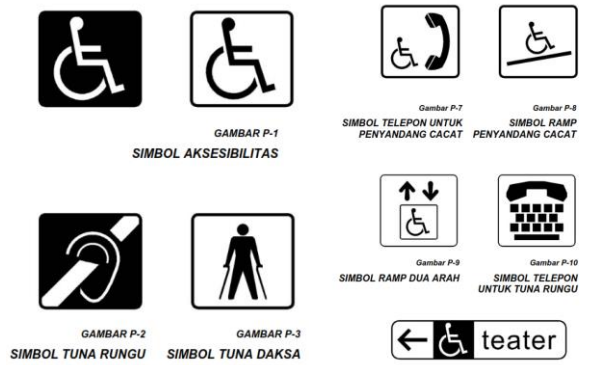 GAMBAR P-1
SIMBOL AKSESIBILITAS
GAMBAR P-2
SIMBOL TUNA RUNGU
GAMBAR P-3
SIMBOL TUNA DAKSA
Gambar P-7
SIMBOL TELEPON UNTUK
PENYANDANG CACAT
Gambar P-8
SIMBOL RAMP
PENYANDANG CACAT
Gambar P-9
SIMBOL RAMP DUA ARAH
Gambar P-10
SIMBOL TELEPON
UNTUK TUNA RUNGU
teater